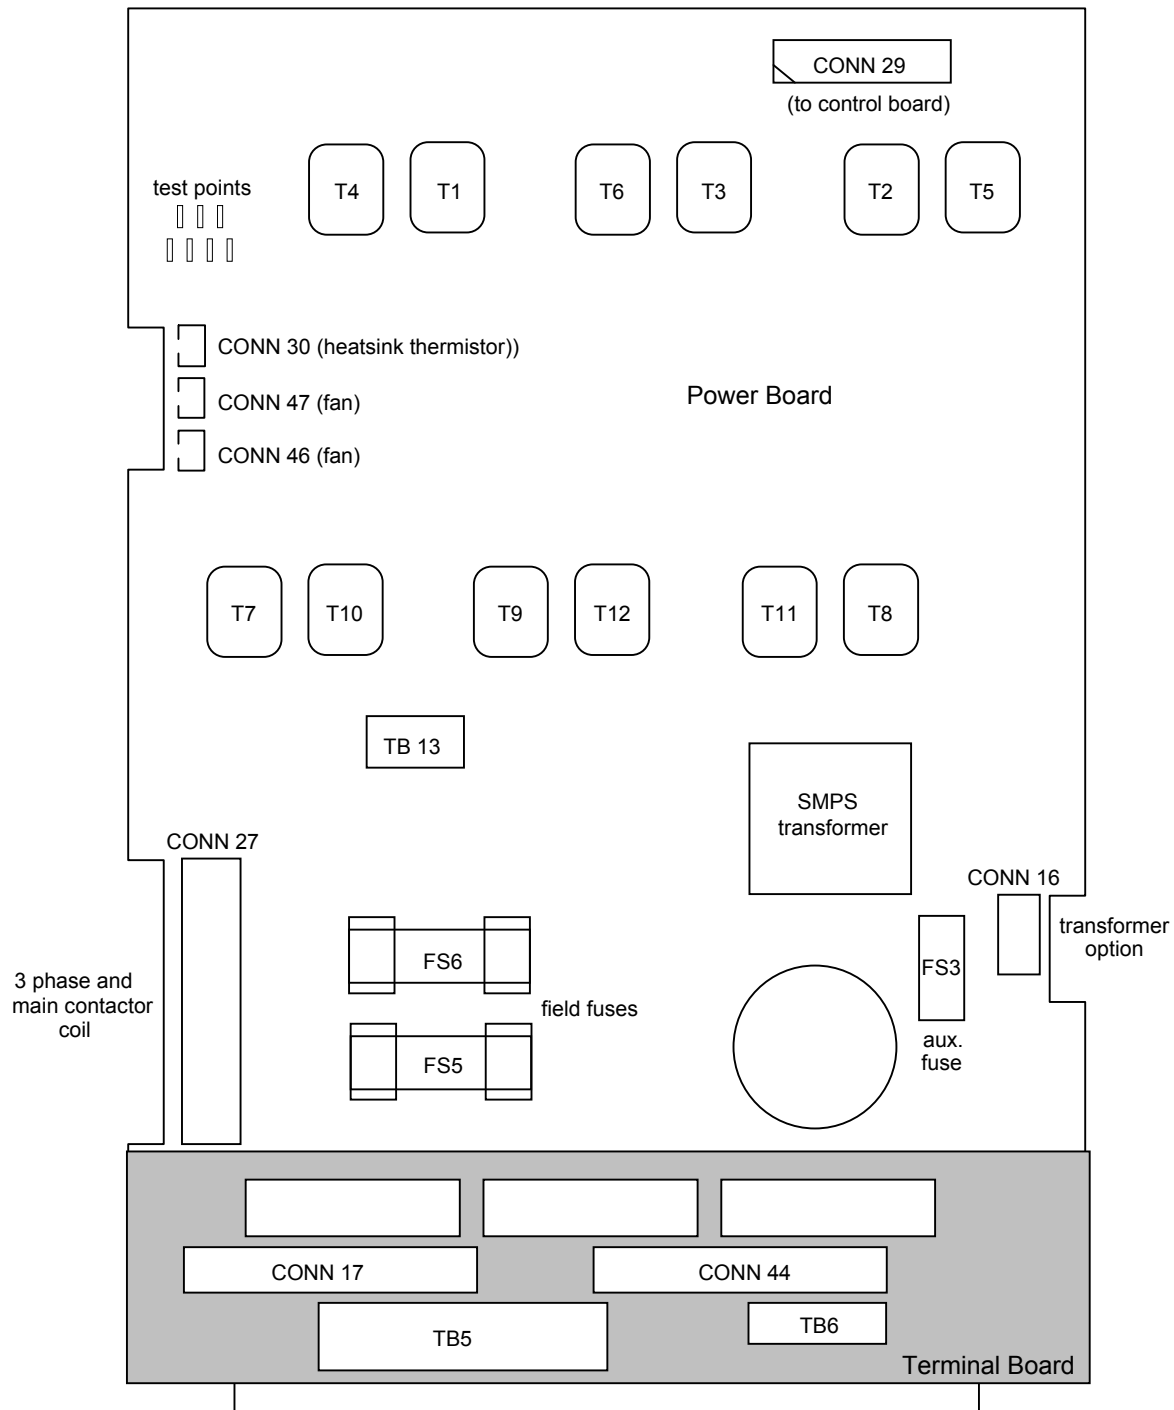 CONN 29
(to control board)
test points
T4
T1
T6
T3
T2
T5
CONN 30 (heatsink thermistor))
CONN 47 (fan)
CONN 46 (fan)
Power Board
T7
T10
T9
T12
T11
T8
TB 13
SMPS
transformer
CONN 27
CONN 16
transformer
option
3 phase and
main contactor
coil
FS6
FS3
field fuses
FS5
aux.
fuse
CONN 17
CONN 44
TB5
TB6
Terminal Board